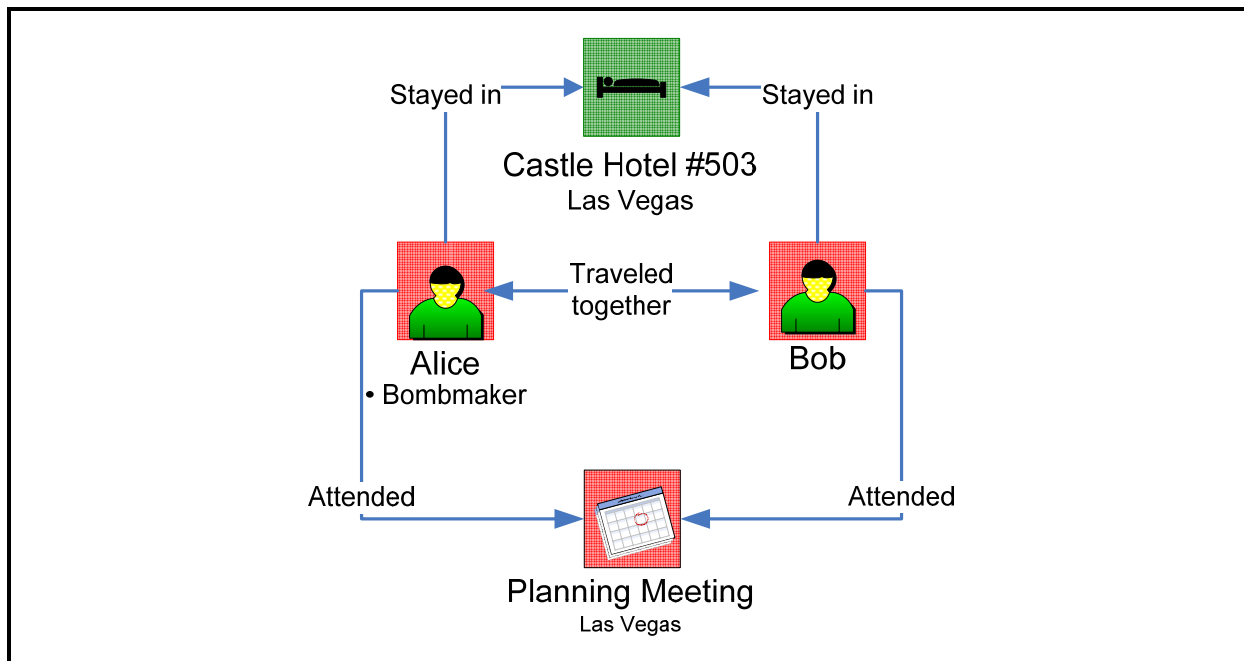 Stayed in
Stayed in
Castle Hotel #503
Las Vegas
Traveled
together
Alice
• Bombmaker
Bob
Attended
Attended
Planning Meeting
Las Vegas